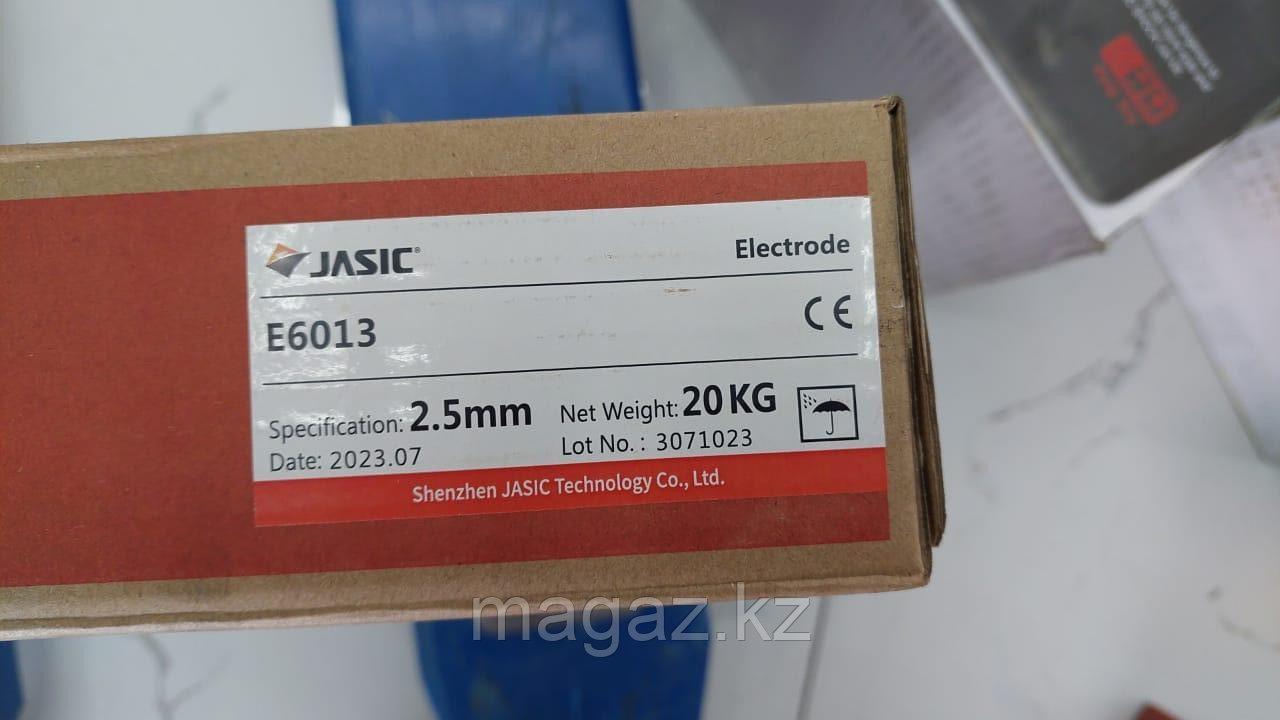 JASIC®
Electrode
E6013
CE
Specification: 2.5mm
Net Weight: 20 KG
Date: 2023.07
Lot No. : 3071023
Shenzhen JASIC Technology Co., Ltd.
magaz.kz